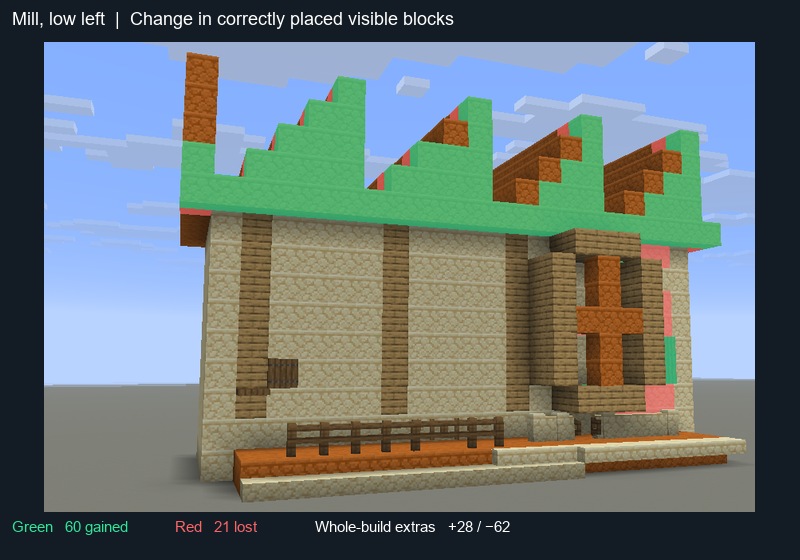 Mill, low left | Change in correctly placed visible blocks
Green 60 gained Red 21 lost Whole-build extras +28 / −62